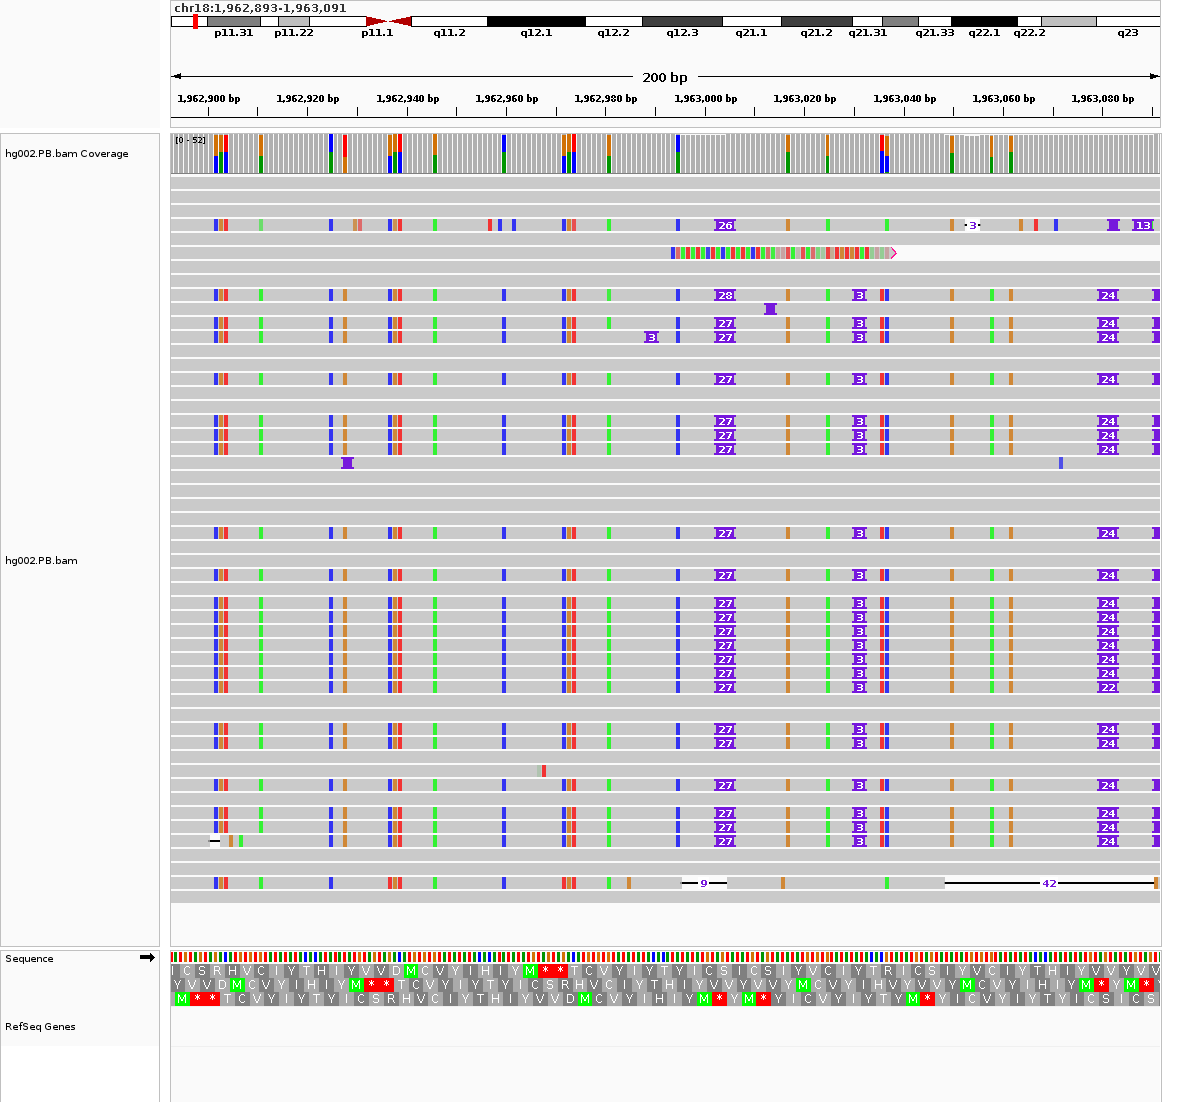 chr18:1,962,893-1,963,091
p11.31 p11.22 p11.1 q11.2 q12.1 q12.2 q12.3 q21.1 q21.2 q21.31 q21.33 q22.1 q22.2 q23
200 bp
1,962,900 bp 1,962,920 bp 1,962,940 bp 1,962,960 bp 1,962,980 bp 1,963,000 bp 1,963,020 bp 1,963,040 bp 1,963,060 bp 1,963,080 bp
[0 - 52]
hg002.PB.bam Coverage
26 3 13
28 3 24
27 3 24
3 27 3 24
27 3 24
27 3 24
27 3 24
27 3 24
27 3 24
27 3 24
27 3 24
27 3 24
27 3 24
27 3 24
27 3 24
27 3 24
27 3 22
27 3 24
27 3 24
27 3 24
27 3 24
27 3 24
27 3 24
9 42
hg002.PB.bam
Sequence
I C S R H V C I Y T H I Y V V D M C V Y I H I Y M * * T C V Y I Y T Y I C S I C S I Y V C I Y T R I C S I Y V C I Y T H I Y V V Y V V
Y V V D M C V Y I H I Y M * * T C V Y I Y T Y I C S R H V C I Y T H I Y V V Y V V Y M C V Y I H V Y V V Y M C V Y I H I Y M * Y M *
M * * T C V Y I Y T Y I C S R H V C I Y T H I Y V V D M C V Y I H I Y M * Y M * Y I C V Y I Y T Y M * Y I C V Y I Y T Y I C S I C S
RefSeq Genes